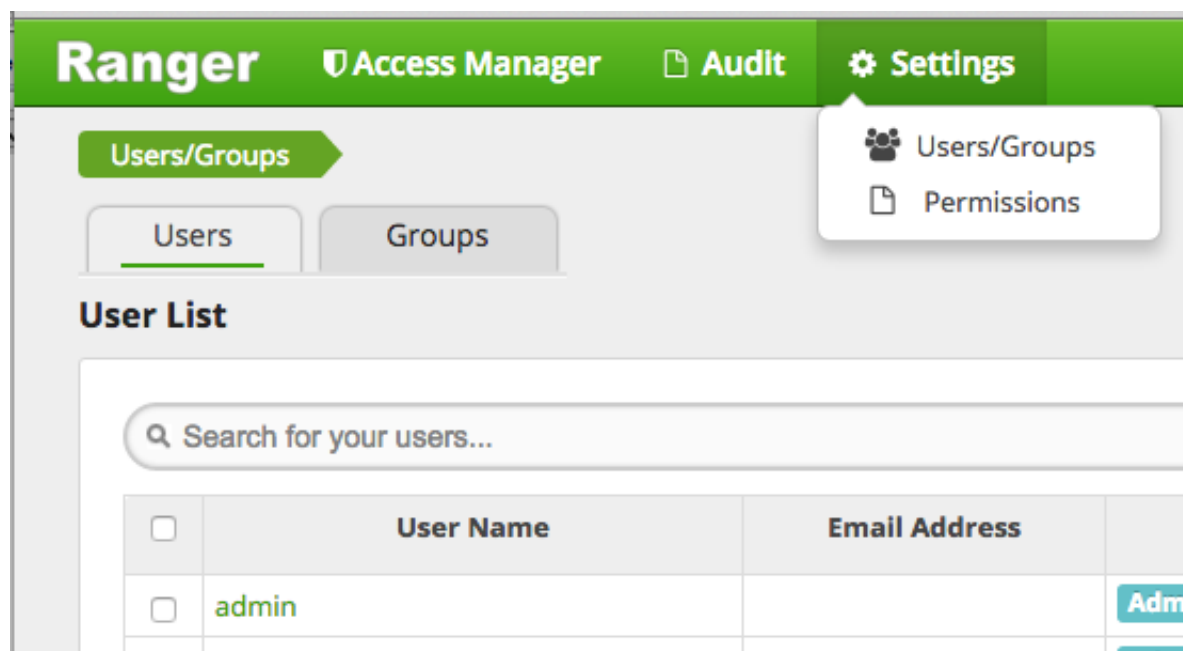 Ranger Access Manager Audit Settings
Users/Groups
Permissions
Users/Groups
Users Groups
User List
Search for your users...
User Name Email Address
admin